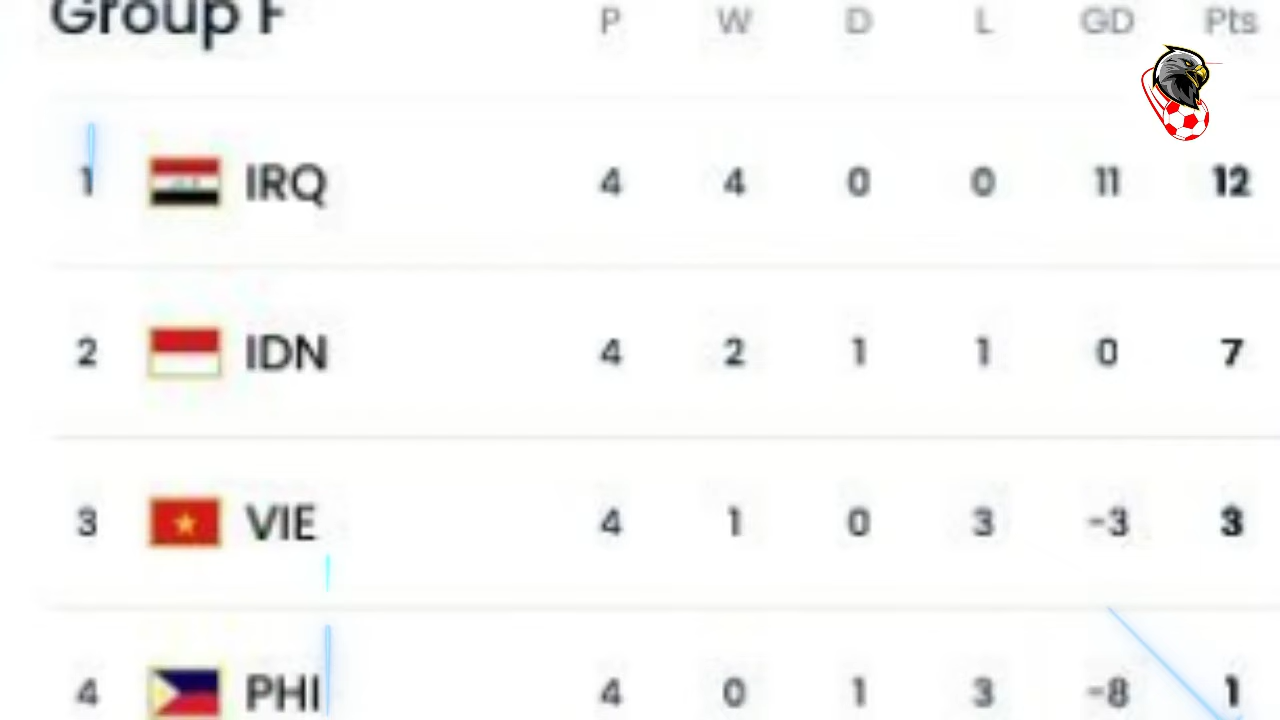 Group F P W D L GD Pts
1 IRQ 4 4 0 0 11 12
2 IDN 4 2 1 1 0 7
3 VIE 4 1 0 3 -3 3
4 PHI 4 0 1 3 -8 1